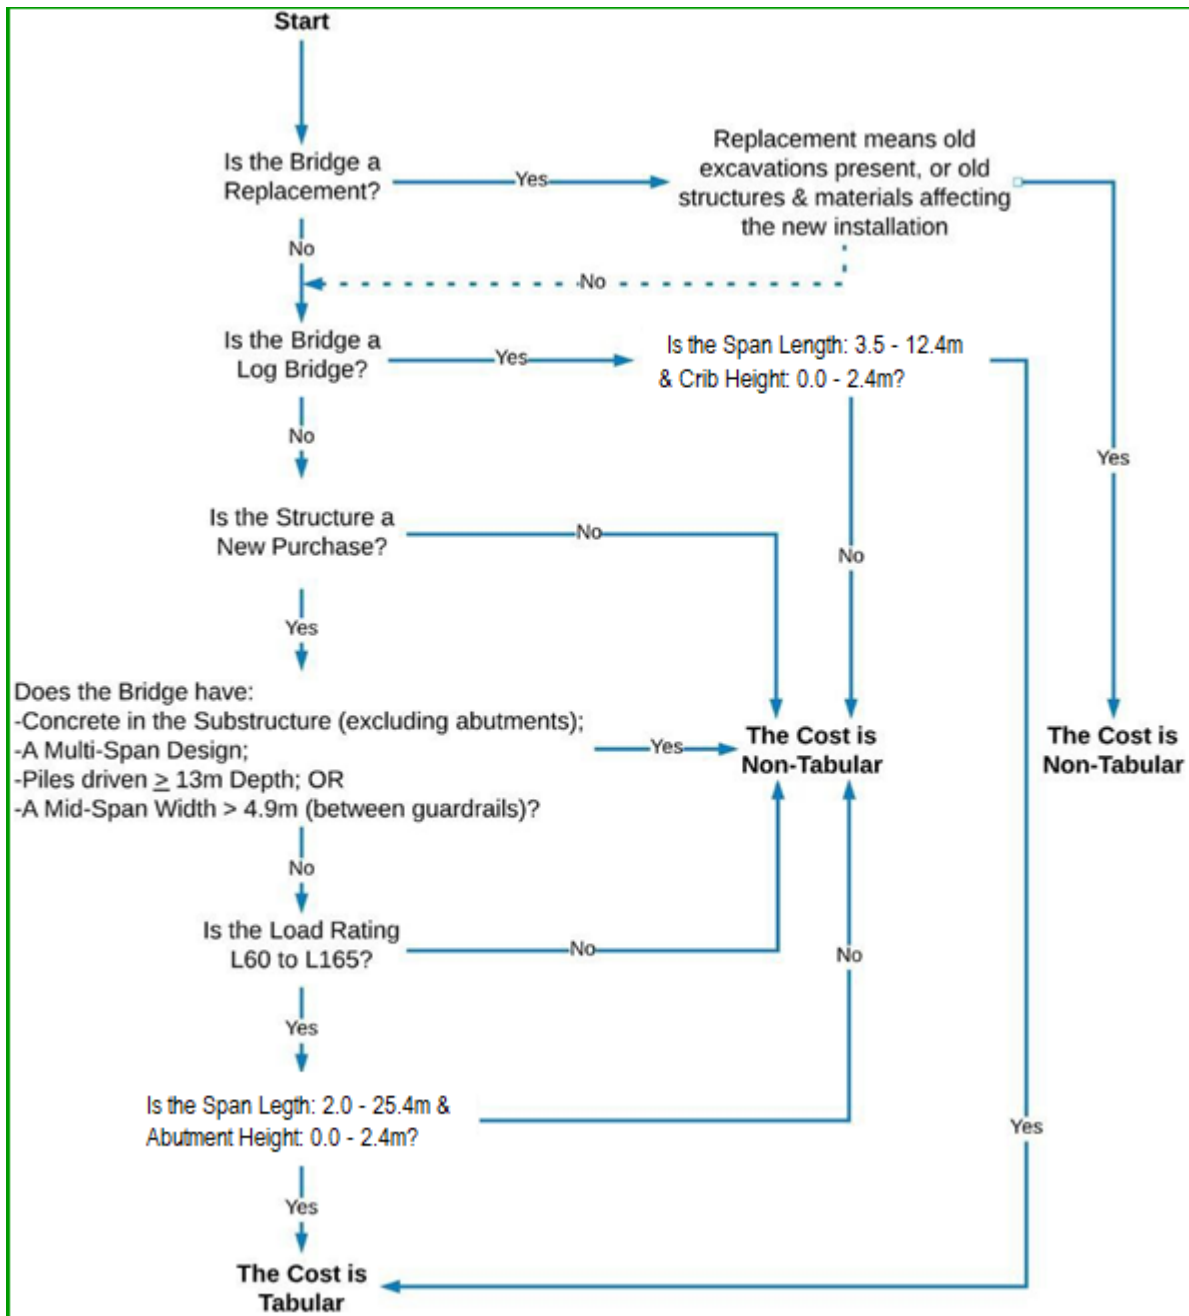 Start
Is the Bridge a
Replacement?
Yes
Replacement means old
excavations present, or old
structures & materials affecting
the new installation
No
No
Is the Bridge a
Log Bridge?
Yes
Is the Span Length: 3.5 - 12.4m
& Crib Height: 0.0 - 2.4m?
No
Yes
Is the Structure a
New Purchase?
No
No
Yes
Does the Bridge have:
-Concrete in the Substructure (excluding abutments);
-A Multi-Span Design;
-Piles driven ≥ 13m Depth; OR
-A Mid-Span Width > 4.9m (between guardrails)?
Yes
The Cost is
Non-Tabular
The Cost is
Non-Tabular
No
Is the Load Rating
L60 to L165?
No
No
Yes
Is the Span Legth: 2.0 - 25.4m &
Abutment Height: 0.0 - 2.4m?
Yes
Yes
The Cost is
Tabular